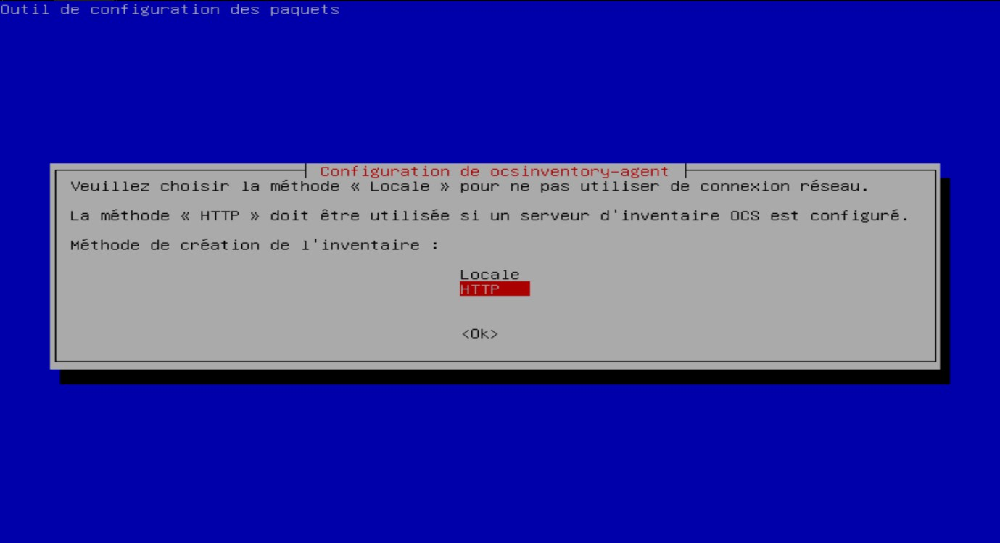 Outil de configuration des paquets
Configuration de ocsinventory-agent
Veuillez choisir la méthode « Locale » pour ne pas utiliser de connexion réseau.
La méthode « HTTP » doit être utilisée si un serveur d'inventaire OCS est configuré.
Méthode de création de l'inventaire :
Locale
HTTP
<Ok>